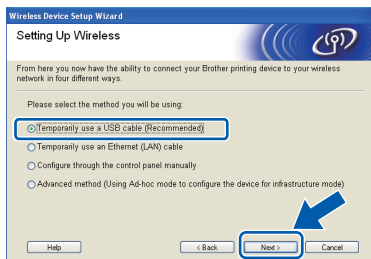 Wireless Device Setup Wizard
Setting Up Wireless
From here you now have the ability to connect your Brother printing device to your wireless
network in four different ways.
Please select the method you will be using:
Temporarily use a USB cable (Recommended)
Temporarily use an Ethernet (LAN) cable
Configure through the control panel manually
Advanced method (Using Ad-hoc mode to configure the device for infrastructure mode)
Help
< Back
Next >
Cancel